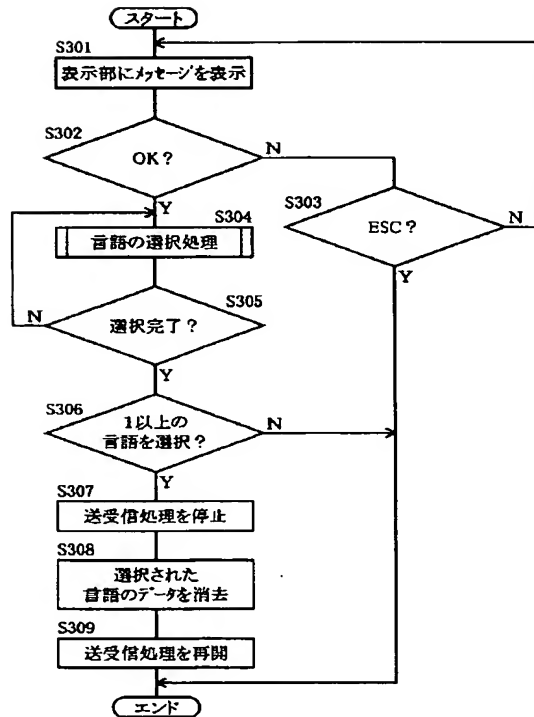 スタート
S301
表示部にメッセージを表示
S302
OK？
N
Y
S303
ESC？
N
Y
S304
言語の選択処理
S305
選択完了？
N
Y
S306
1以上の
言語を選択？
N
Y
S307
送受信処理を停止
S308
選択された
言語のデータを消去
S309
送受信処理を再開
エンド